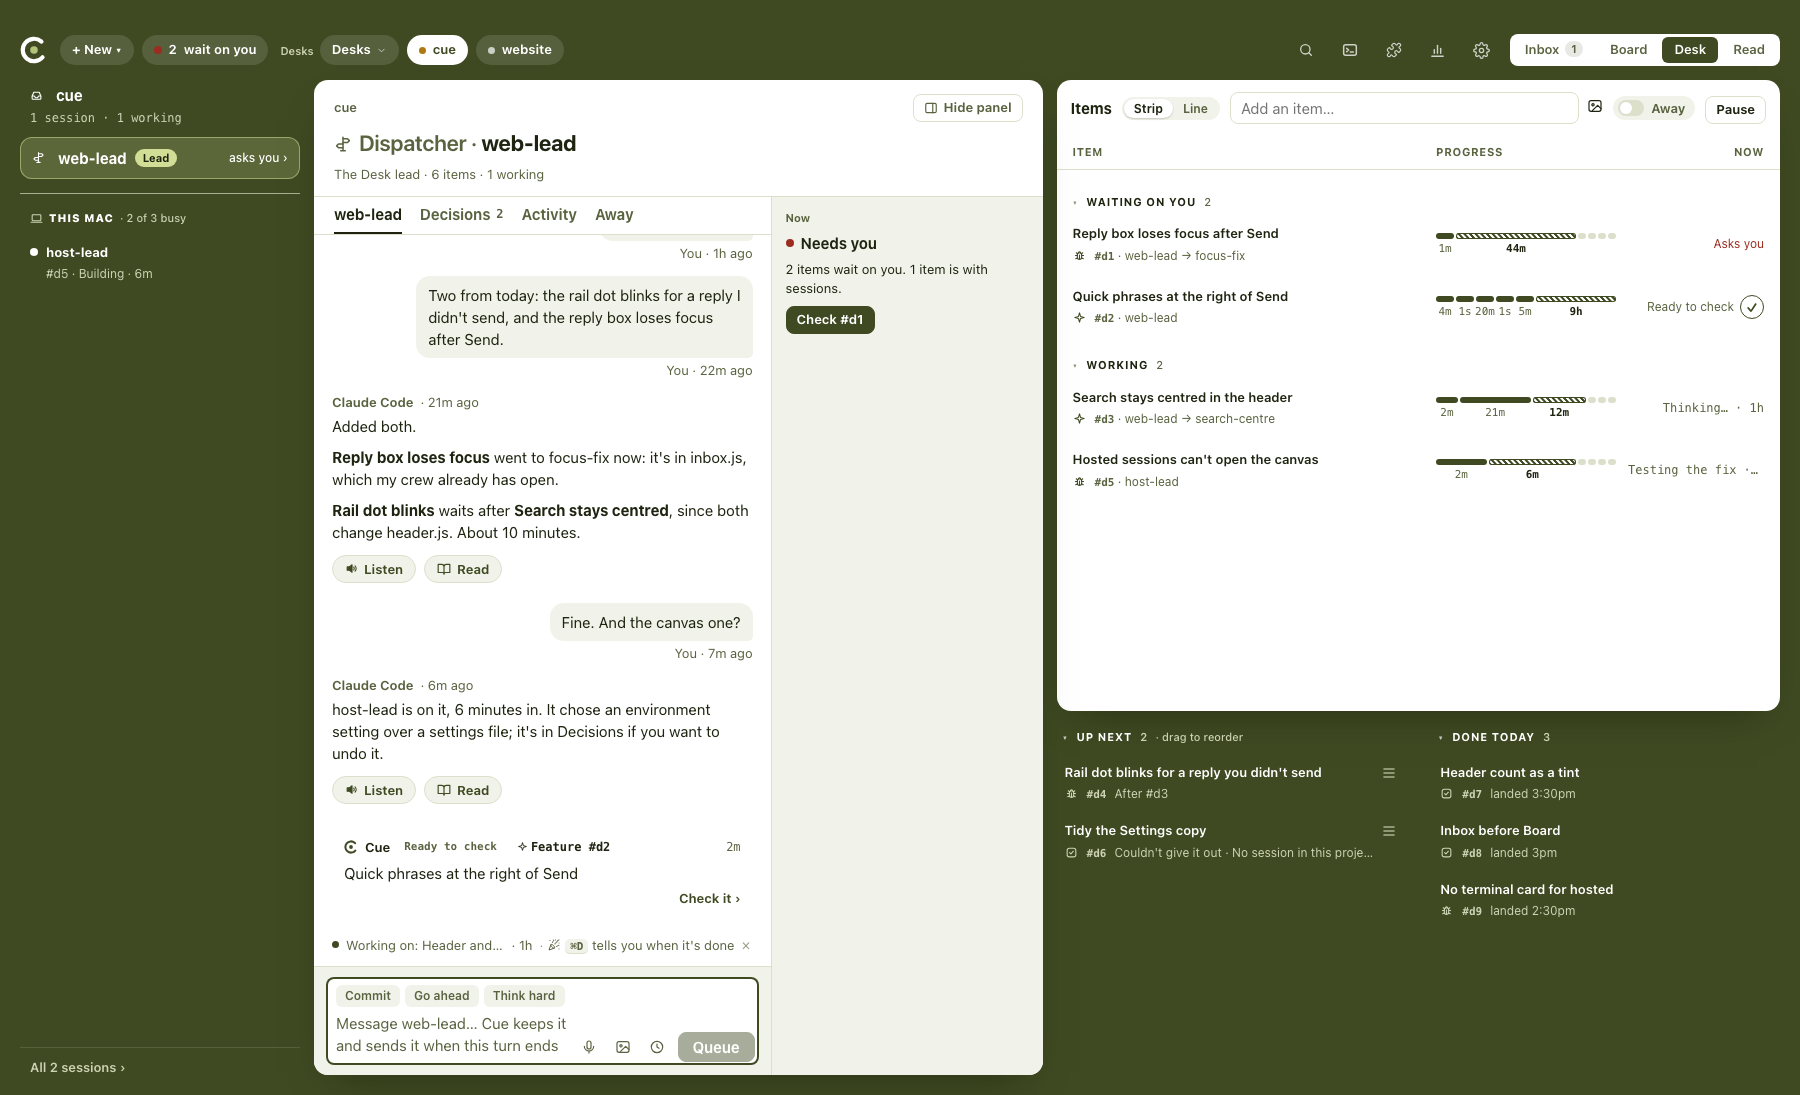 + New
2 wait on you
Desks
Desks
cue
website
Inbox 1
Board
Desk
Read
cue
1 session · 1 working
web-lead Lead asks you ›
THIS MAC · 2 of 3 busy
host-lead
#d5 · Building · 6m
All 2 sessions ›
cue
Hide panel
Dispatcher · web-lead
The Desk lead · 6 items · 1 working
web-lead
Decisions 2
Activity
Away
You · 1h ago
Two from today: the rail dot blinks for a reply I
didn't send, and the reply box loses focus
after Send.
You · 22m ago
Claude Code · 21m ago
Added both.
Reply box loses focus went to focus-fix now: it's in inbox.js,
which my crew already has open.
Rail dot blinks waits after Search stays centred, since both
change header.js. About 10 minutes.
Listen
Read
Fine. And the canvas one?
You · 7m ago
Claude Code · 6m ago
host-lead is on it, 6 minutes in. It chose an environment
setting over a settings file; it's in Decisions if you want to
undo it.
Listen
Read
Cue Ready to check Feature #d2 2m
Quick phrases at the right of Send
Check it ›
Working on: Header and… · 1h · ⌘D tells you when it's done ×
Commit
Go ahead
Think hard
Message web-lead… Cue keeps it
and sends it when this turn ends
Queue
Now
Needs you
2 items wait on you. 1 item is with
sessions.
Check #d1
Items
Strip
Line
Add an item…
Away
Pause
ITEM PROGRESS NOW
WAITING ON YOU 2
Reply box loses focus after Send
#d1 · web-lead → focus-fix
1m 44m
Asks you
Quick phrases at the right of Send
#d2 · web-lead
4m 1s 20m 1s 5m 9h
Ready to check
WORKING 2
Search stays centred in the header
#d3 · web-lead → search-centre
2m 21m 12m
Thinking… · 1h
Hosted sessions can't open the canvas
#d5 · host-lead
2m 6m
Testing the fix ·…
UP NEXT 2 · drag to reorder
Rail dot blinks for a reply you didn't send
#d4 After #d3
Tidy the Settings copy
#d6 Couldn't give it out · No session in this proje…
DONE TODAY 3
Header count as a tint
#d7 landed 3:30pm
Inbox before Board
#d8 landed 3pm
No terminal card for hosted
#d9 landed 2:30pm